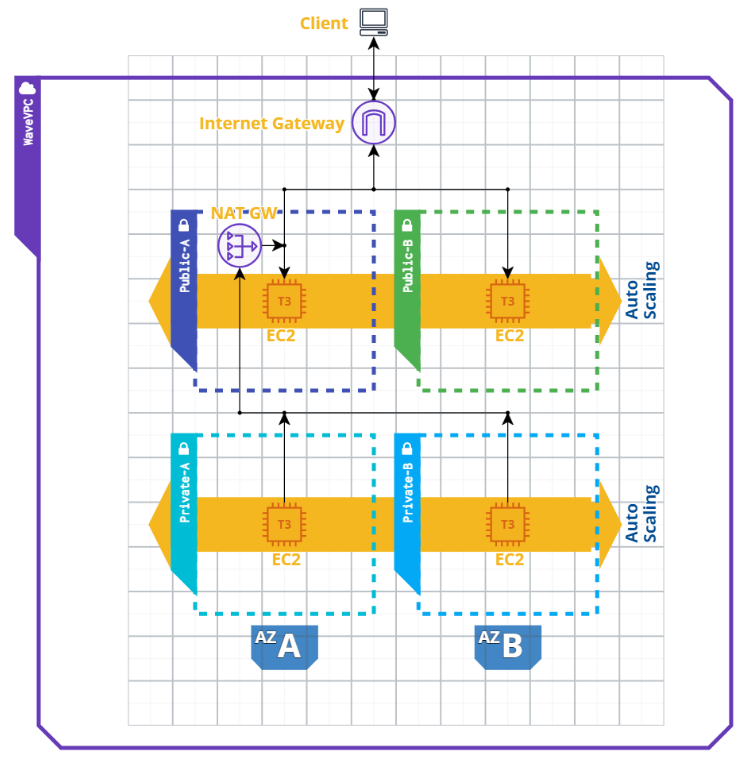 Client
WaveVPC
Internet Gateway
NAT GW
Public-A
Public-B
T3
T3
EC2
EC2
Auto
Scaling
Private-A
Private-B
T3
T3
EC2
EC2
Auto
Scaling
AZ A
AZ B